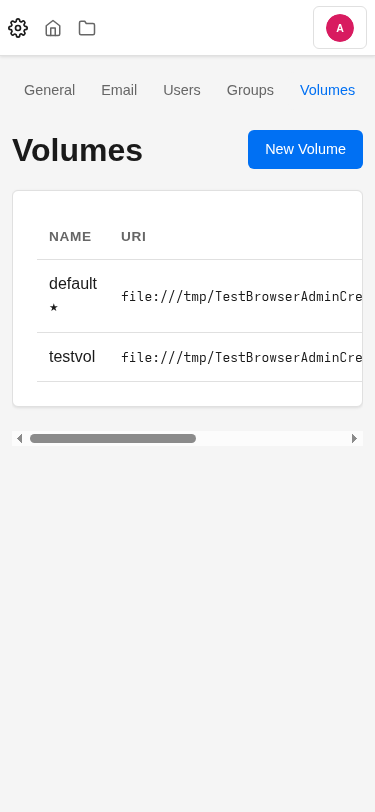 A
General Email Users Groups Volumes
Volumes
New Volume
NAME URI
default file:///tmp/TestBrowserAdminCre
★
testvol file:///tmp/TestBrowserAdminCre